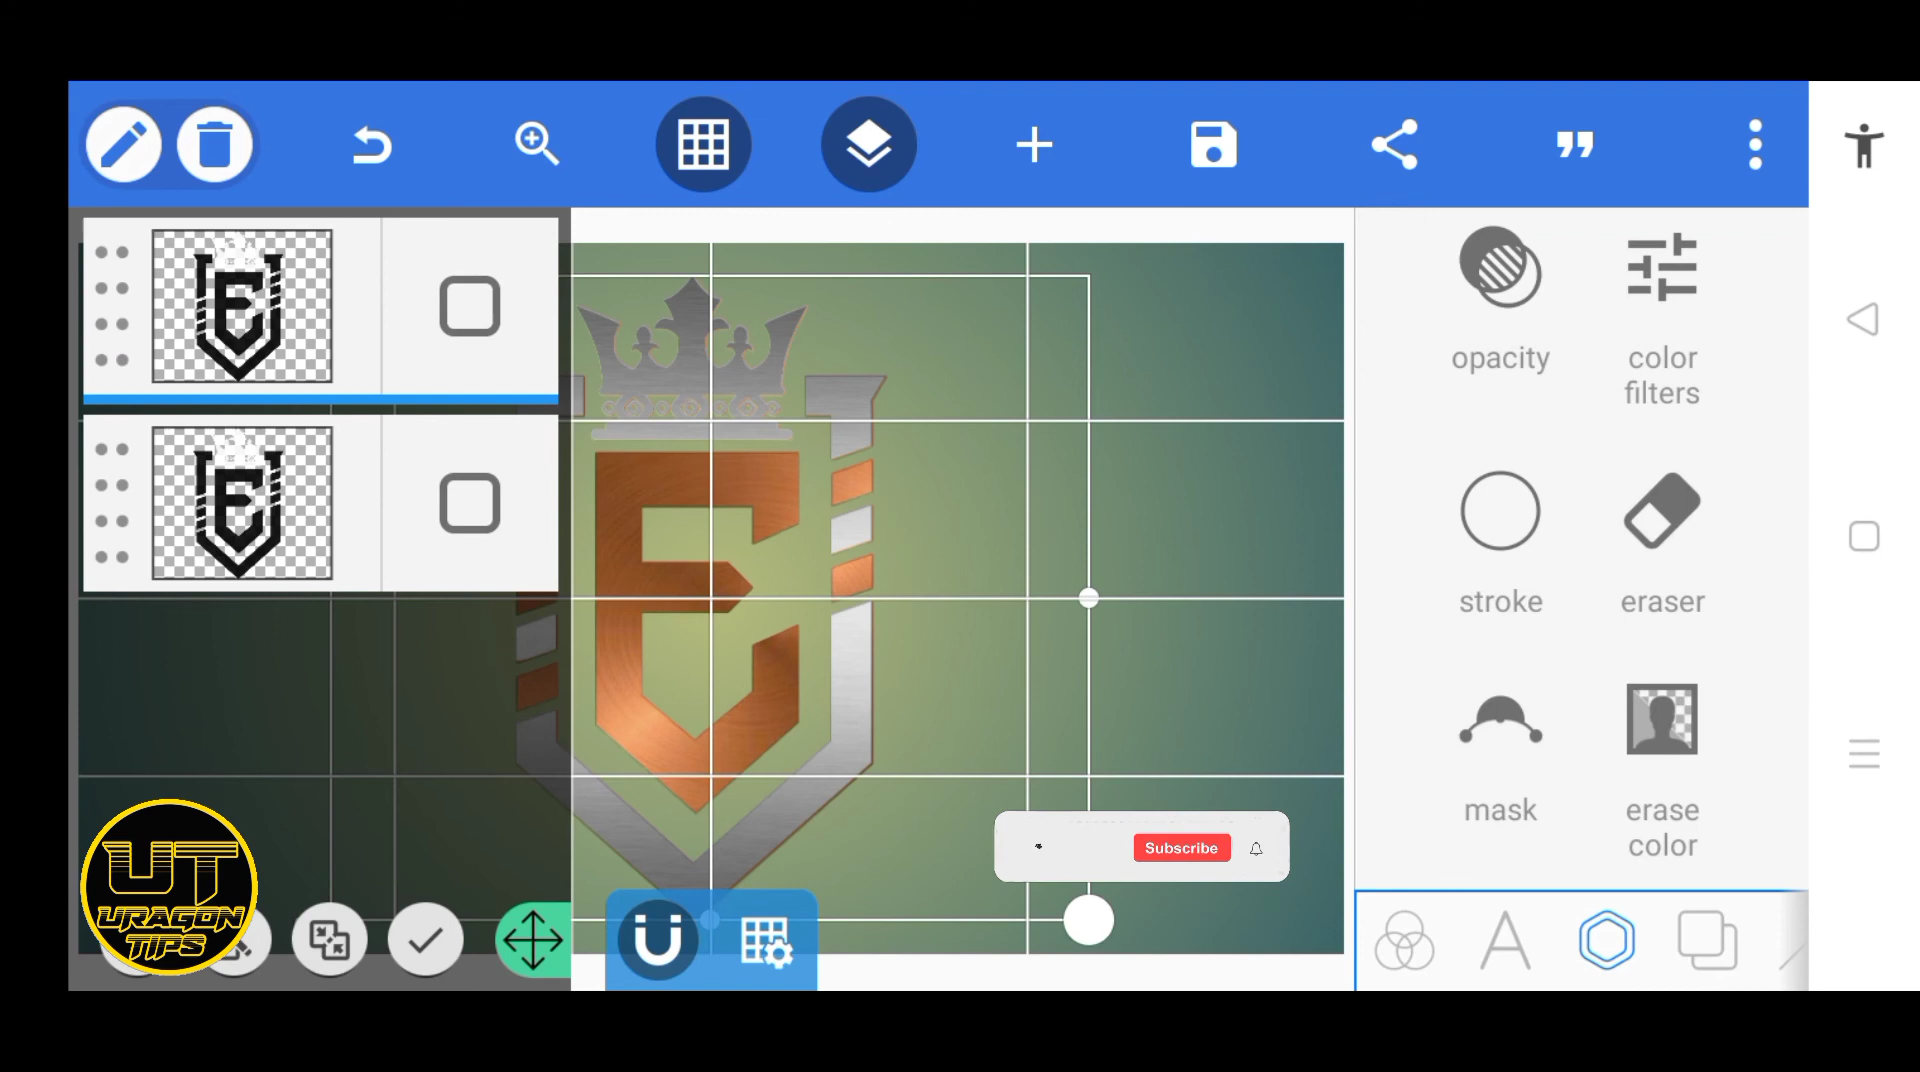 opacity
color
filters
stroke
eraser
mask
erase
color
E
E
E
Subscribe
UT
URAGON
TIPS
A